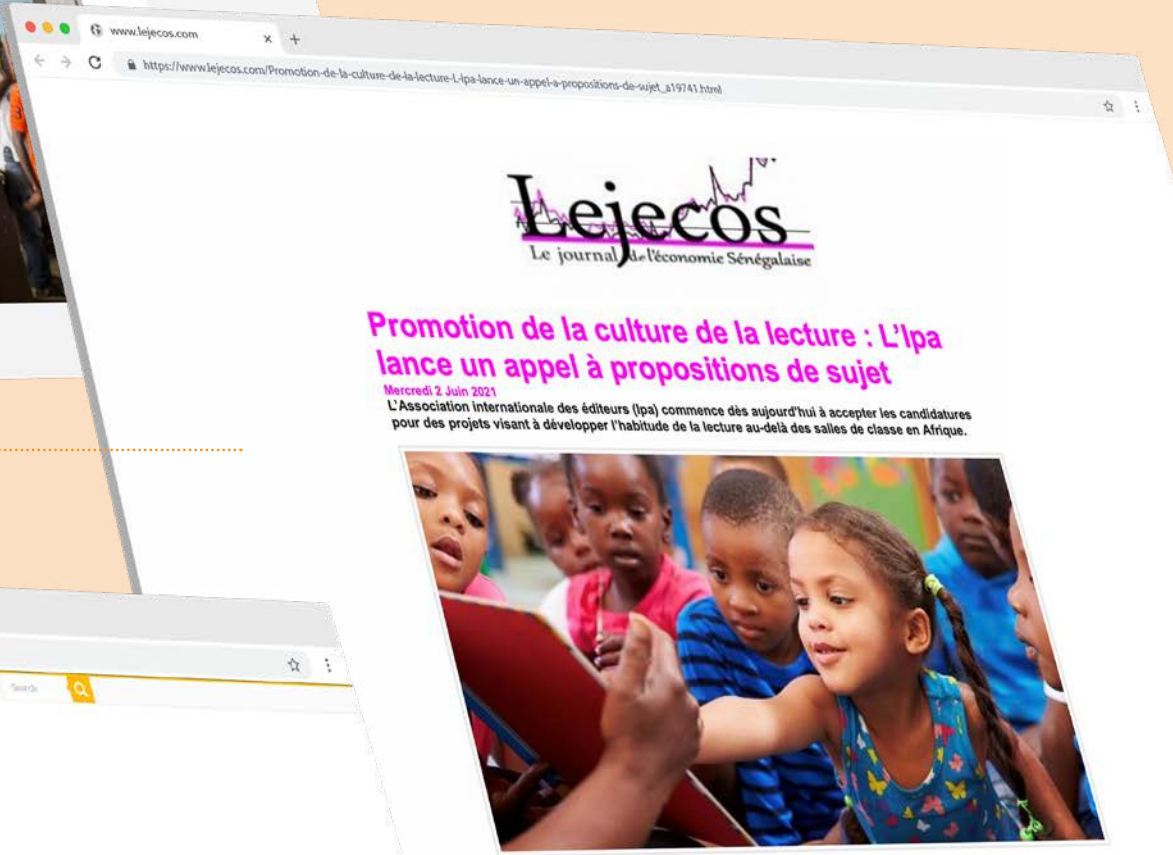 www.lejecos.com
https://www.lejecos.com/Promotion-de-la-culture-de-la-lecture-L-Ipa-lance-un-appel-a-propositions-de-sujet_a19741.html
Lejecos
Le journal de l'économie Sénégalaise
Promotion de la culture de la lecture : L'Ipa
lance un appel à propositions de sujet
Mercredi 2 Juin 2021
L'Association internationale des éditeurs (Ipa) commence dès aujourd'hui à accepter les candidatures
pour des projets visant à développer l'habitude de la lecture au-delà des salles de classe en Afrique.
Search